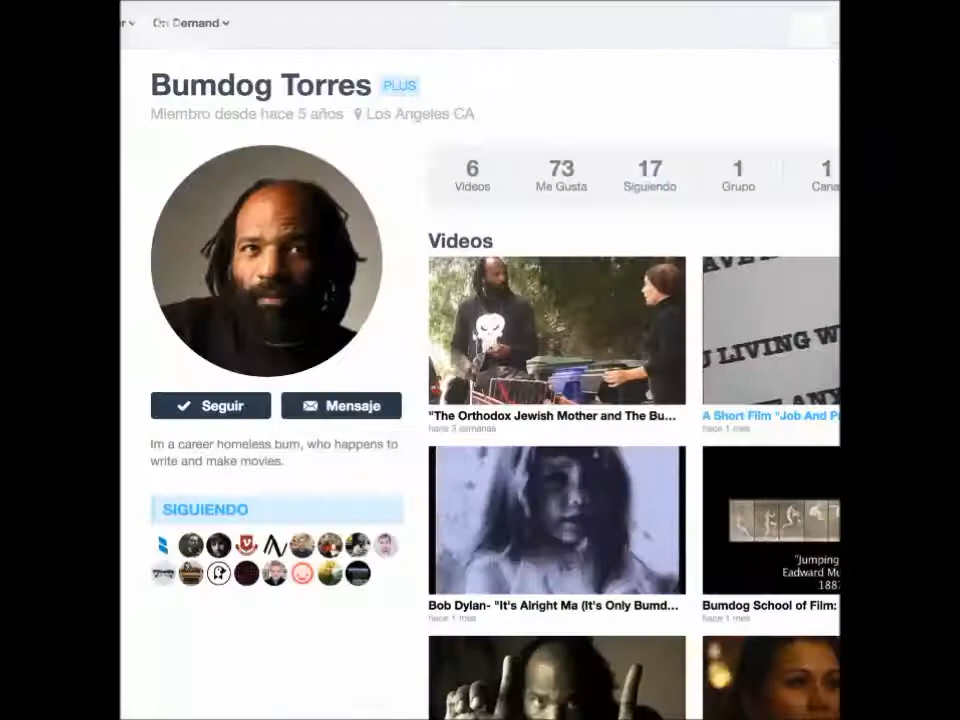 On Demand
Bumdog Torres PLUS
Miembro desde hace 5 años Los Angeles CA
6 73 17 1 1
Videos Me Gusta Siguiendo Grupo Cana
Videos
AVE
LIVING W
"The Orthodox Jewish Mother and The Bu...
hace 3 semanas
A Short Film "Job And P
hace 1 mes
Seguir Mensaje
Im a career homeless bum, who happens to
write and make movies.
SIGUIENDO
"Jumping
Eadward Mu
188
Bob Dylan- "It's Alright Ma (It's Only Bumd...
hace 1 mes
Bumdog School of Film:
hace 1 mes